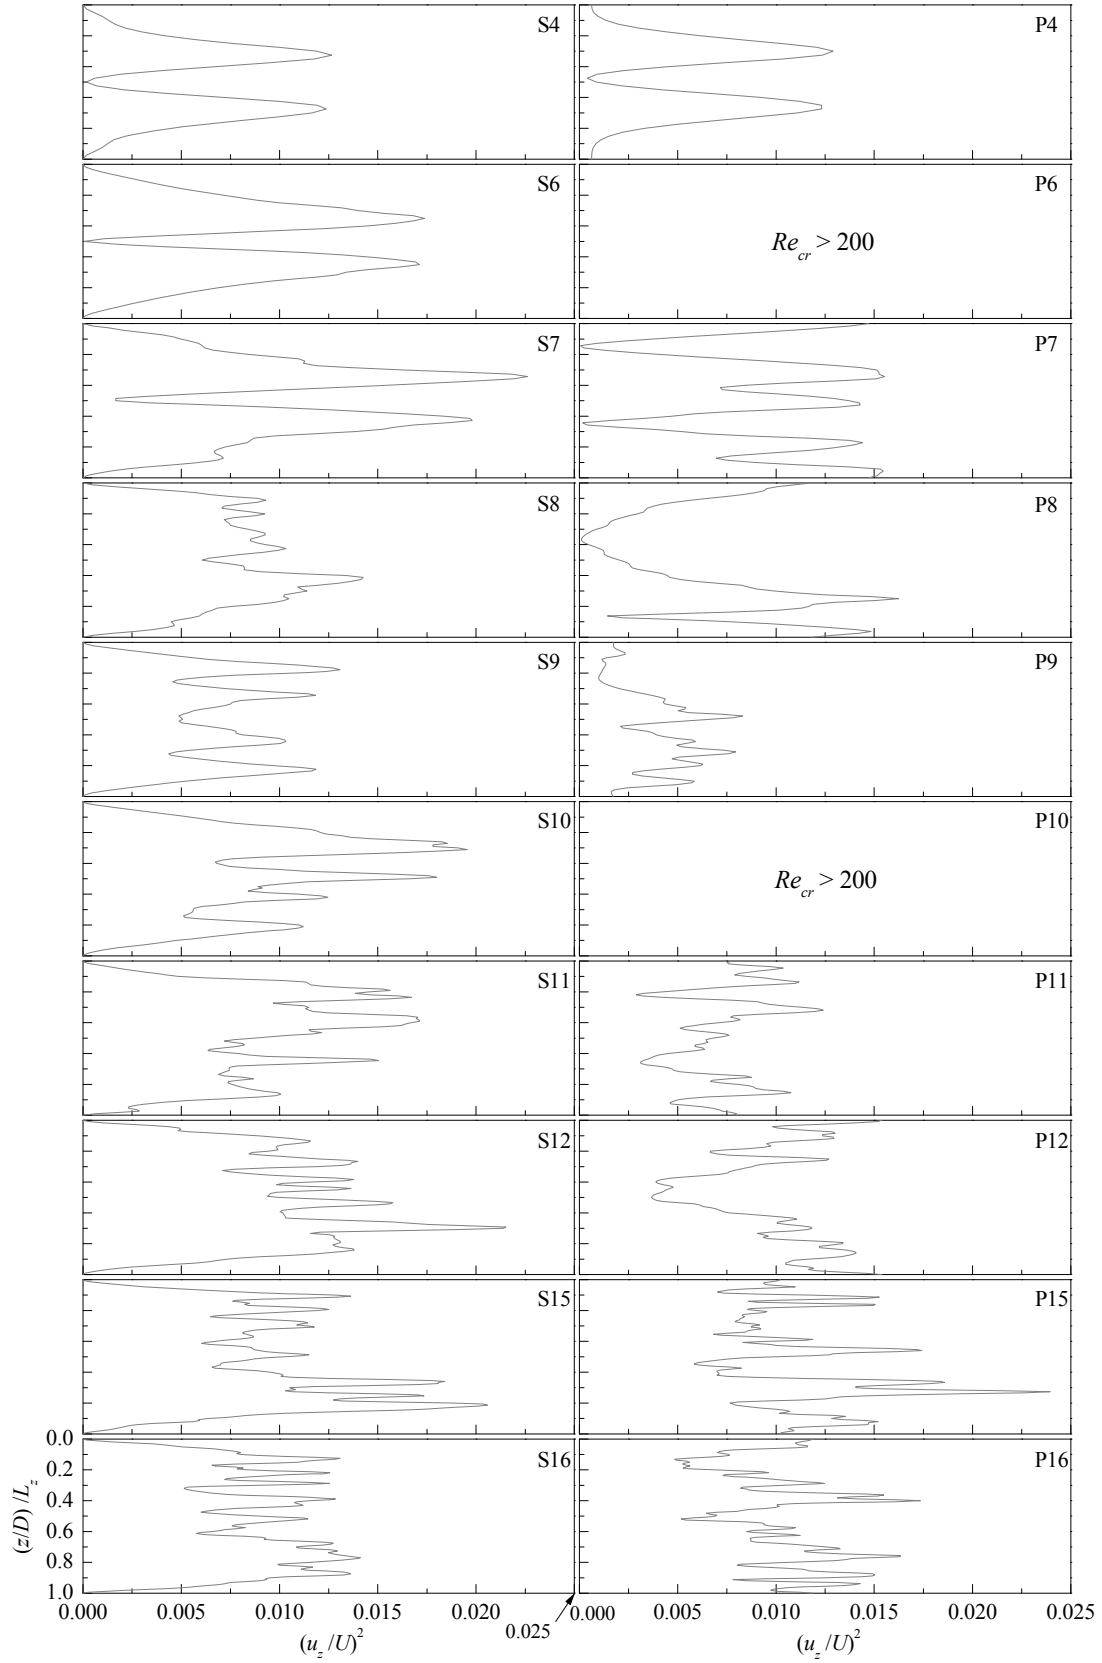 S4 P4
S6 P6
Re_cr > 200
S7 P7
S8 P8
S9 P9
S10 P10
Re_cr > 200
S11 P11
S12 P12
S15 P15
S16 P16
0.0
0.2
0.4
0.6
0.8
1.0
(z/D) /L_z
0.000 0.005 0.010 0.015 0.020 0.000 0.005 0.010 0.015 0.020 0.025
0.025
(u_z /U)^2 (u_z /U)^2